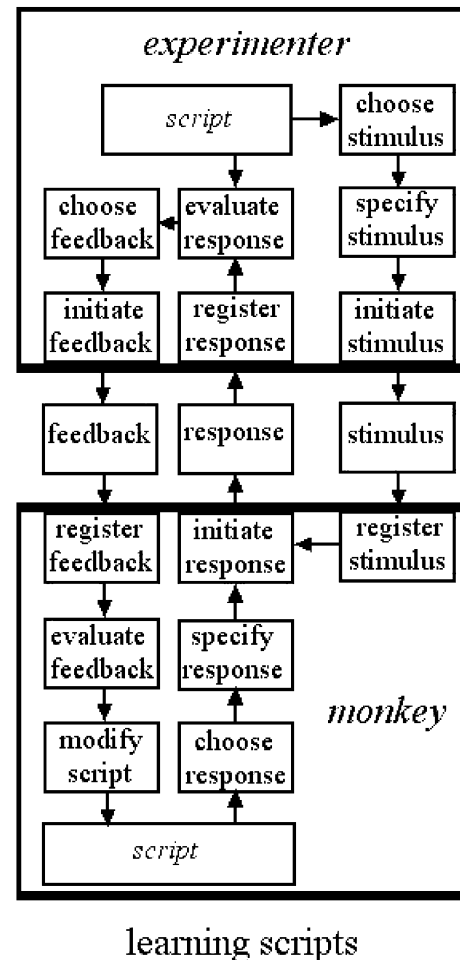 experimenter
script
choose
stimulus
choose
feedback
evaluate
response
specify
stimulus
initiate
feedback
register
response
initiate
stimulus
feedback
response
stimulus
register
feedback
initiate
response
register
stimulus
evaluate
feedback
specify
response
monkey
modify
script
choose
response
script
learning scripts